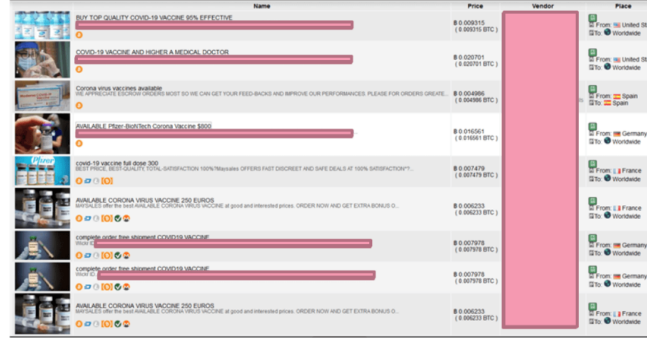 Name Price Vendor Place
BUY TOP QUALITY COVID-19 VACCINE 95% EFFECTIVE
฿ 0.009315
( 0.009315 BTC )
From: United St
To: Worldwide
COVID-19 VACCINE AND HIGHER A MEDICAL DOCTOR
฿ 0.020701
( 0.020701 BTC )
From: United St
To: Worldwide
Corona virus vaccines available
WE APPRECIATE ESCROW ORDERS MOST SO WE CAN GET YOUR FEED-BACKS AND IMPROVE OUR PERFORMANCES. PLEASE FOR ORDERS GREATE...
฿ 0.004986
( 0.004986 BTC )
From: Spain
To: Spain
AVAILABLE Pfizer-BioNTech Corona Vaccine $800
฿ 0.016561
( 0.016561 BTC )
From: Germany
To: Worldwide
Pfizer
covid-19 vaccine full dose 300
BEST PRICE, BEST-QUALITY, TOTAL-SATISFACTION 100%?Maysales OFFERS FAST DISCREET AND SAFE DEALS AT 100% SATISFACTION*"...
฿ 0.007479
( 0.007479 BTC )
From: France
To: Worldwide
AVAILABLE CORONA VIRUS VACCINE 250 EUROS
MAYSALES offer the best AVAILABLE CORONA VIRUS VACCINE at good and interested prices. ORDER NOW AND GET EXTRA BONUS O...
฿ 0.006233
( 0.006233 BTC )
From: France
To: Worldwide
complete order free shipment COVID19 VACCINE
Wickr ID
฿ 0.007978
( 0.007978 BTC )
From: Germany
To: Worldwide
complete order free shipment COVID19 VACCINE
Wickr ID
฿ 0.007978
( 0.007978 BTC )
From: Germany
To: Worldwide
AVAILABLE CORONA VIRUS VACCINE 250 EUROS
MAYSALES offer the best AVAILABLE CORONA VIRUS VACCINE at good and interested prices. ORDER NOW AND GET EXTRA BONUS O...
฿ 0.006233
( 0.006233 BTC )
From: France
To: Worldwide